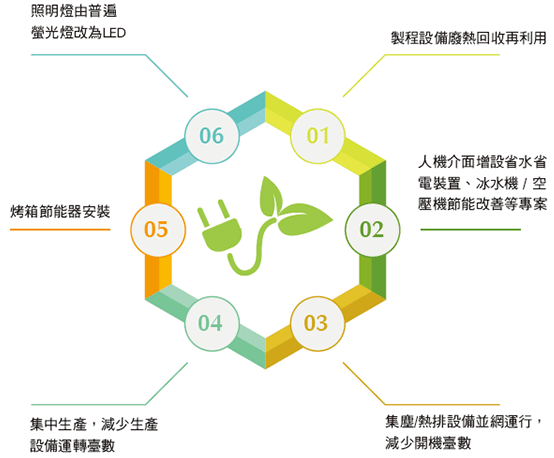 照明燈由普遍
螢光燈改為LED
06
製程設備廢熱回收再利用
01
人機介面增設省水省
電裝置、冰水機 / 空
壓機節能改善等專案
02
烤箱節能器安裝
05
03
集塵/熱排設備並網運行，
減少開機臺數
04
集中生產，減少生產
設備運轉臺數